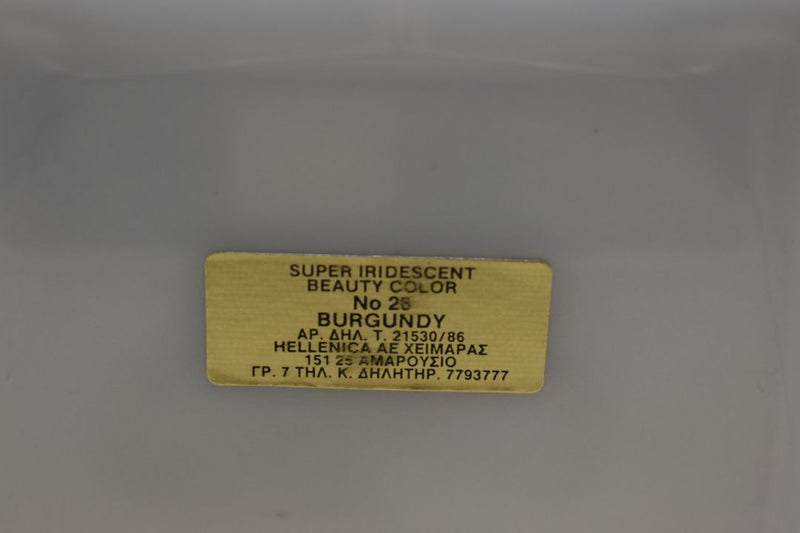 SUPER IRIDESCENT
BEAUTY COLOR
No 25
BURGUNDY
ΑΡ. ΔΗΛ. Τ. 21530/86
HELLENICA AE ΧΕΙΜΑΡΑΣ
151 25 ΑΜΑΡΟΥΣΙΟ
ΓΡ. 7 ΤΗΛ. Κ. ΔΗΛΗΤΗΡ. 7793777